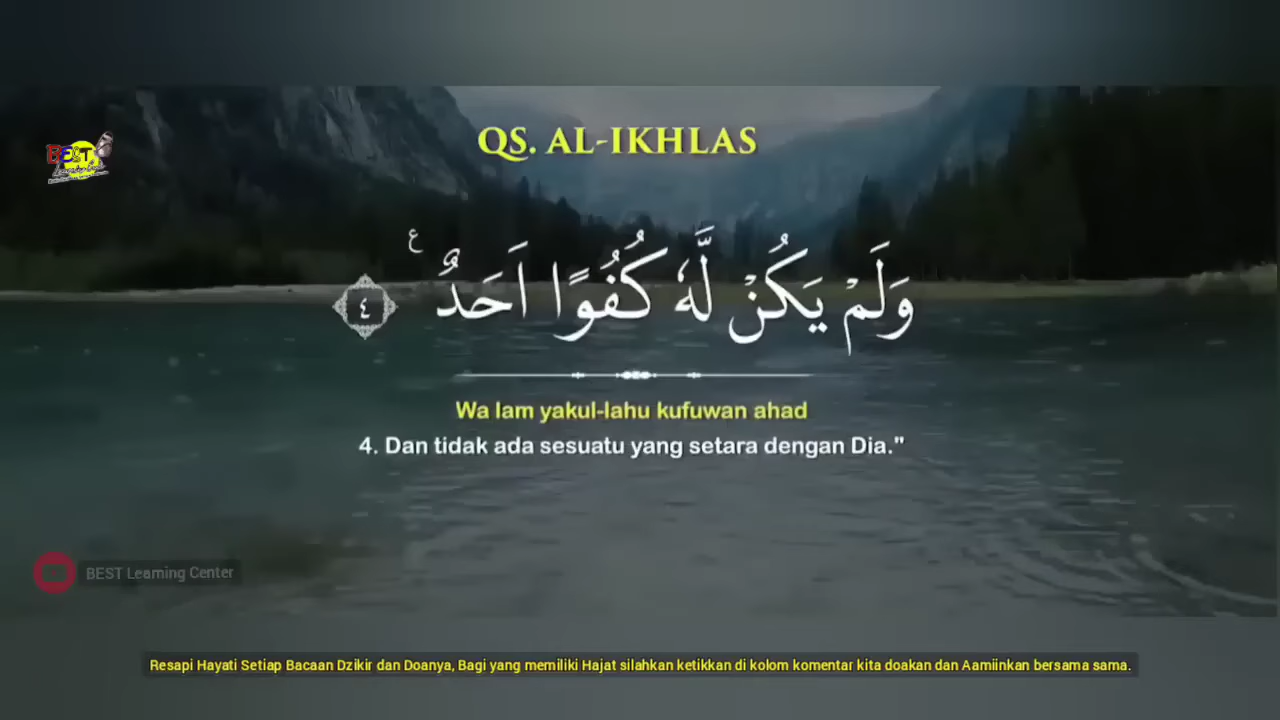 QS. AL-IKHLAS
BEST
وَلَمْ يَكُنْ لَّهٗ كُفُوًا اَحَدٌ ࣖ ٤
Wa lam yakul-lahu kufuwan ahad
4. Dan tidak ada sesuatu yang setara dengan Dia."
BEST Learning Center
Resapi Hayati Setiap Bacaan Dzikir dan Doanya, Bagi yang memiliki Hajat silahkan ketikkan di kolom komentar kita doakan dan Aamiinkan bersama sama.